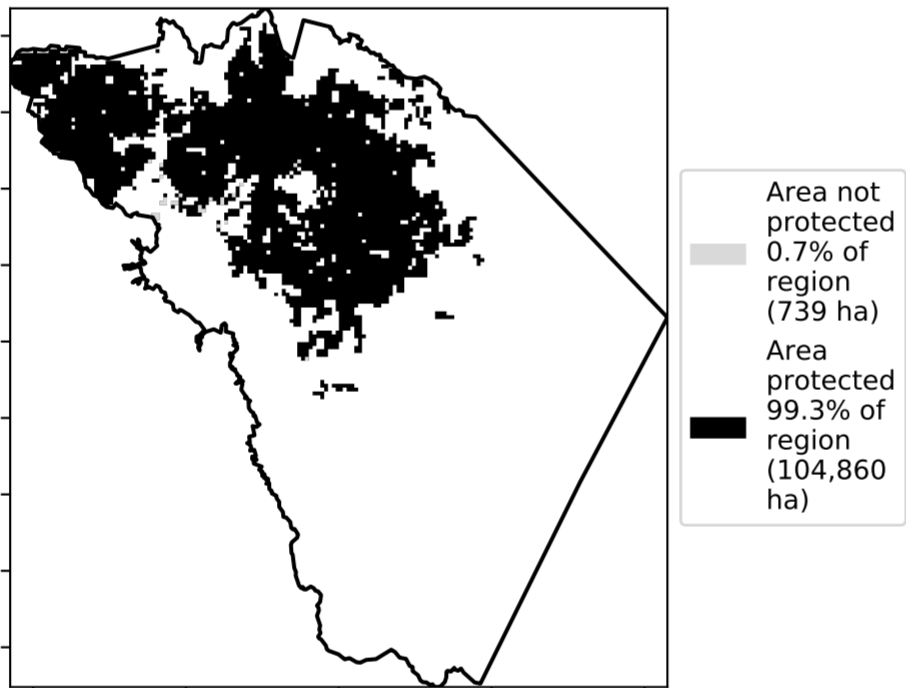 Area not
protected
0.7% of
region
(739 ha)
Area
protected
99.3% of
region
(104,860
ha)